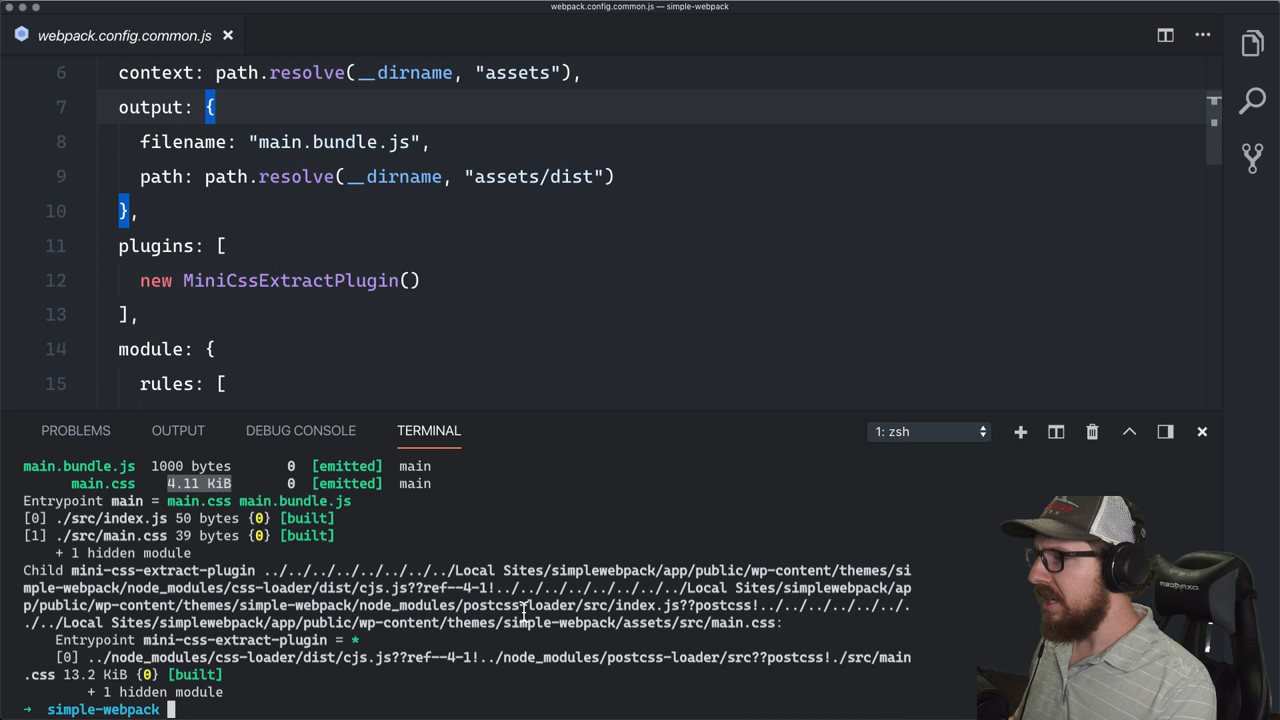 webpack.config.common.js — simple-webpack
webpack.config.common.js
6 context: path.resolve(__dirname, "assets"),
7 output: {
8 filename: "main.bundle.js",
9 path: path.resolve(__dirname, "assets/dist")
10 },
11 plugins: [
12 new MiniCssExtractPlugin()
13 ],
14 module: {
15 rules: [
PROBLEMS OUTPUT DEBUG CONSOLE TERMINAL 1: zsh
main.bundle.js 1000 bytes 0 [emitted] main
main.css 4.11 KiB 0 [emitted] main
Entrypoint main = main.css main.bundle.js
[0] ./src/index.js 50 bytes {0} [built]
[1] ./src/main.css 39 bytes {0} [built]
+ 1 hidden module
Child mini-css-extract-plugin ../../../../../../../Local Sites/simplewebpack/app/public/wp-content/themes/si
mple-webpack/node_modules/css-loader/dist/cjs.js??ref--4-1!../../../../../../../Local Sites/simplewebpack/ap
p/public/wp-content/themes/simple-webpack/node_modules/postcss-loader/src/index.js??postcss!../../../../../.
./../Local Sites/simplewebpack/app/public/wp-content/themes/simple-webpack/assets/src/main.css:
Entrypoint mini-css-extract-plugin = *
[0] ../node_modules/css-loader/dist/cjs.js??ref--4-1!../node_modules/postcss-loader/src??postcss!./src/main
.css 13.2 KiB {0} [built]
+ 1 hidden module
→ simple-webpack